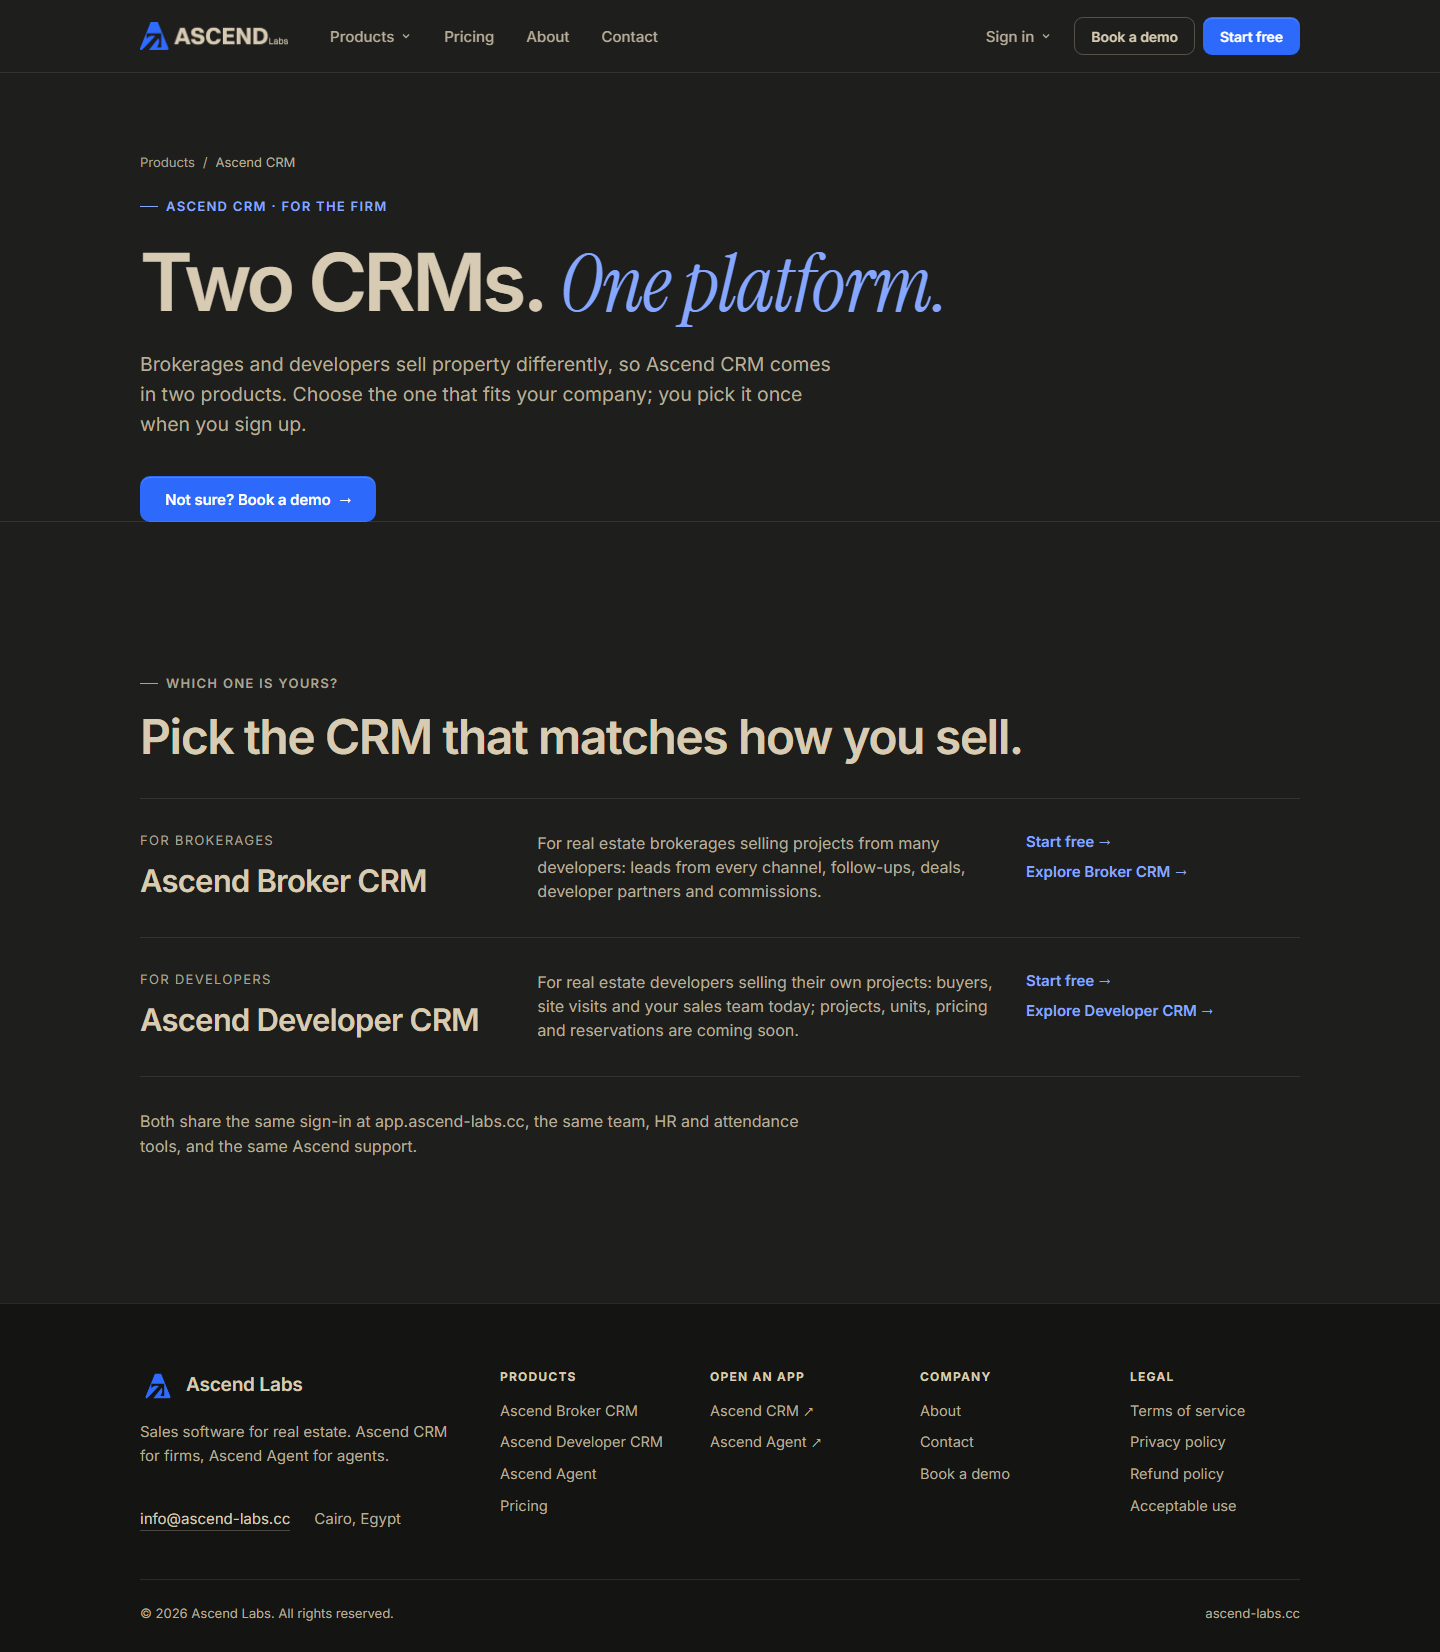 ASCEND Labs
Products
Pricing
About
Contact
Sign in
Book a demo
Start free
Products / Ascend CRM
ASCEND CRM · FOR THE FIRM
Two CRMs. One platform.
Brokerages and developers sell property differently, so Ascend CRM comes
in two products. Choose the one that fits your company; you pick it once
when you sign up.
Not sure? Book a demo →
WHICH ONE IS YOURS?
Pick the CRM that matches how you sell.
FOR BROKERAGES
Ascend Broker CRM
For real estate brokerages selling projects from many
developers: leads from every channel, follow-ups, deals,
developer partners and commissions.
Start free →
Explore Broker CRM →
FOR DEVELOPERS
Ascend Developer CRM
For real estate developers selling their own projects: buyers,
site visits and your sales team today; projects, units, pricing
and reservations are coming soon.
Start free →
Explore Developer CRM →
Both share the same sign-in at app.ascend-labs.cc, the same team, HR and attendance
tools, and the same Ascend support.
Ascend Labs
Sales software for real estate. Ascend CRM
for firms, Ascend Agent for agents.
info@ascend-labs.cc
Cairo, Egypt
PRODUCTS
Ascend Broker CRM
Ascend Developer CRM
Ascend Agent
Pricing
OPEN AN APP
Ascend CRM ↗
Ascend Agent ↗
COMPANY
About
Contact
Book a demo
LEGAL
Terms of service
Privacy policy
Refund policy
Acceptable use
© 2026 Ascend Labs. All rights reserved.
ascend-labs.cc